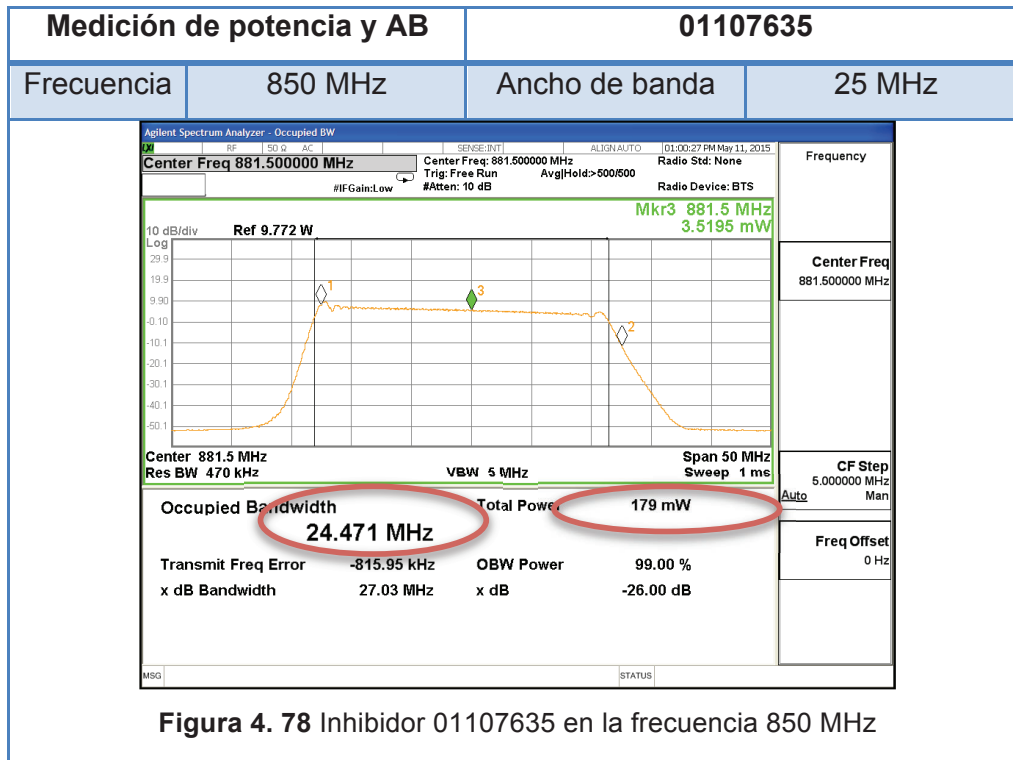 Medición de potencia y AB 01107635
Frecuencia 850 MHz Ancho de banda 25 MHz
Agilent Spectrum Analyzer - Occupied BW
LXI RF 50 Ω AC SENSE:INT ALIGN AUTO 01:00:27 PM May 11, 2015
Center Freq 881.500000 MHz Center Freq: 881.500000 MHz Radio Std: None Frequency
Trig: Free Run Avg|Hold:>500/500
#IFGain:Low #Atten: 10 dB Radio Device: BTS
Mkr3 881.5 MHz
10 dB/div Ref 9.772 W 3.5195 mW
Log
29.9
19.9
9.90
-0.10
-10.1
-20.1
-30.1
-40.1
-50.1
1
3
2
Center Freq
881.500000 MHz
Center 881.5 MHz Span 50 MHz
Res BW 470 kHz VBW 5 MHz Sweep 1 ms
CF Step
5.000000 MHz
Auto Man
Occupied Bandwidth Total Power 179 mW
24.471 MHz
Freq Offset
0 Hz
Transmit Freq Error -815.95 kHz OBW Power 99.00 %
x dB Bandwidth 27.03 MHz x dB -26.00 dB
MSG STATUS
Figura 4. 78 Inhibidor 01107635 en la frecuencia 850 MHz